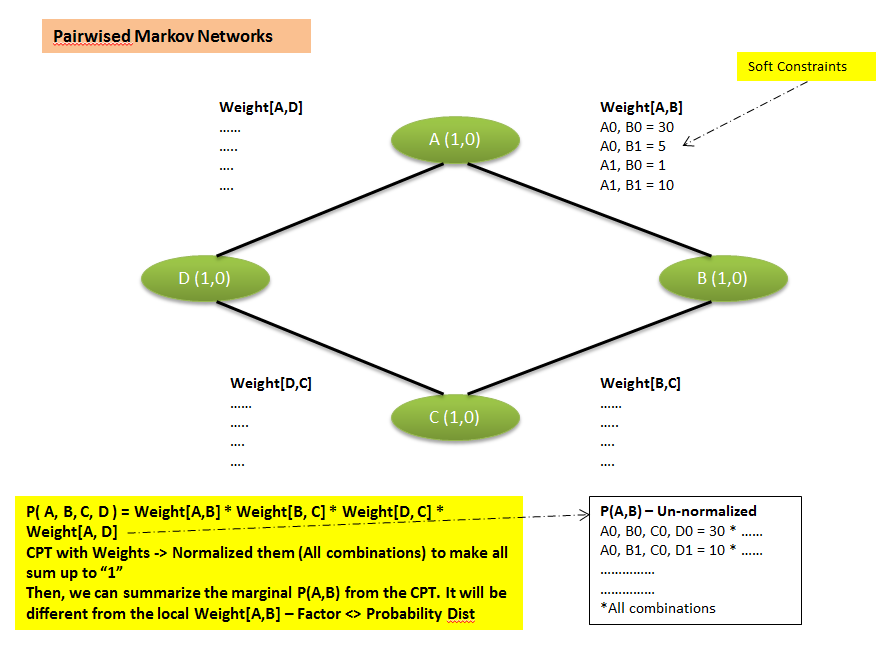 Pairwised Markov Networks
Soft Constraints
Weight[A,D]
......
.....
....
....
A (1,0)
Weight[A,B]
A0, B0 = 30
A0, B1 = 5
A1, B0 = 1
A1, B1 = 10
D (1,0)
B (1,0)
Weight[D,C]
......
.....
....
....
C (1,0)
Weight[B,C]
......
.....
....
....
P( A, B, C, D ) = Weight[A,B] * Weight[B, C] * Weight[D, C] *
Weight[A, D]
CPT with Weights -> Normalized them (All combinations) to make all
sum up to “1”
Then, we can summarize the marginal P(A,B) from the CPT. It will be
different from the local Weight[A,B] – Factor <> Probability Dist
P(A,B) – Un-normalized
A0, B0, C0, D0 = 30 * ......
A0, B1, C0, D1 = 10 * ......
...............
...............
*All combinations